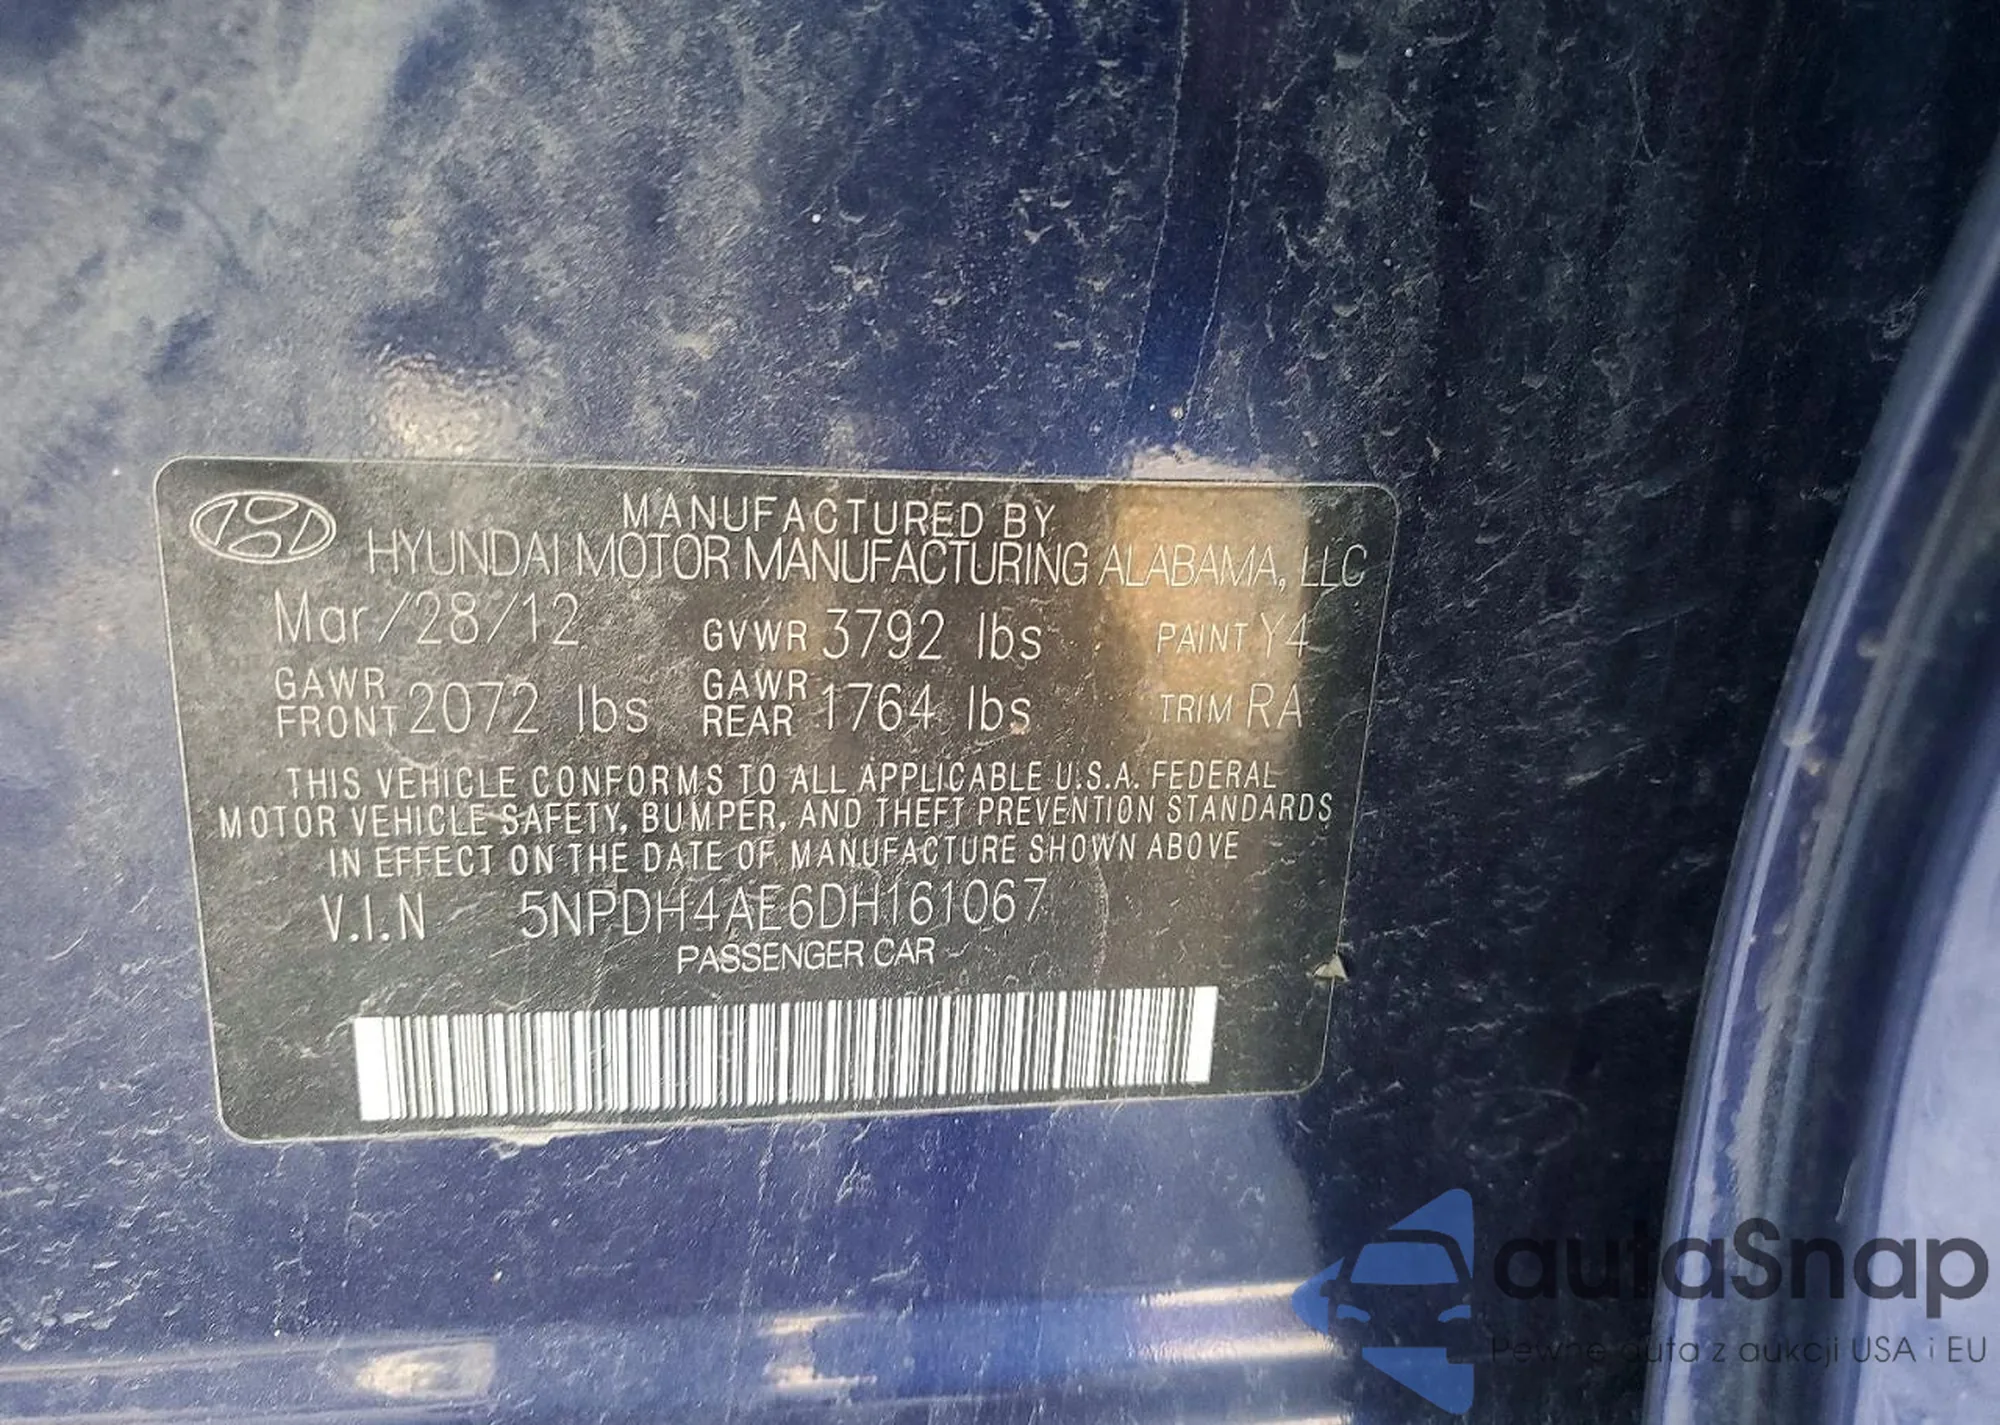 MANUFACTURED BY
HYUNDAI MOTOR MANUFACTURING ALABAMA, LLC
Mar/28/12 GVWR 3792 lbs PAINT Y4
GAWR FRONT 2072 lbs GAWR REAR 1764 lbs TRIM RA
THIS VEHICLE CONFORMS TO ALL APPLICABLE U.S.A. FEDERAL
MOTOR VEHICLE SAFETY, BUMPER, AND THEFT PREVENTION STANDARDS
IN EFFECT ON THE DATE OF MANUFACTURE SHOWN ABOVE
V.I.N 5NPDH4AE6DH161067
PASSENGER CAR
autaSnap
Pewne auta z aukcji USA i EU